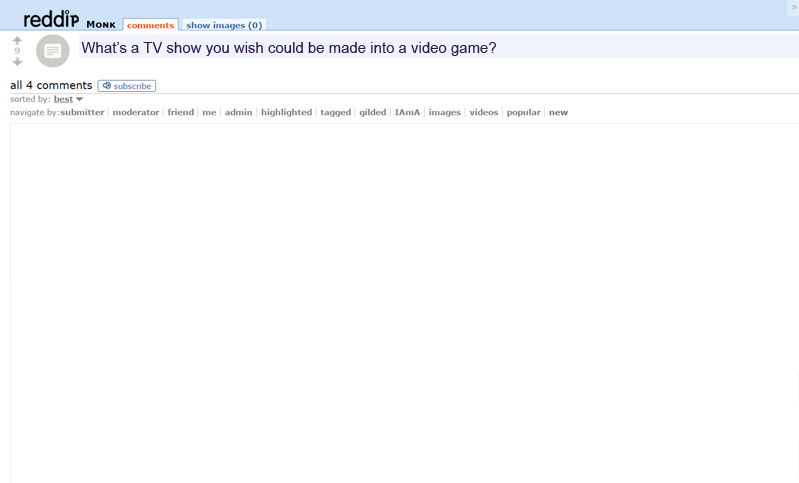 reddip MONK comments show images (0)
»
9
What's a TV show you wish could be made into a video game?
all 4 comments subscribe
sorted by: best
navigate by:submitter moderator friend me admin highlighted tagged gilded IAmA images videos popular new